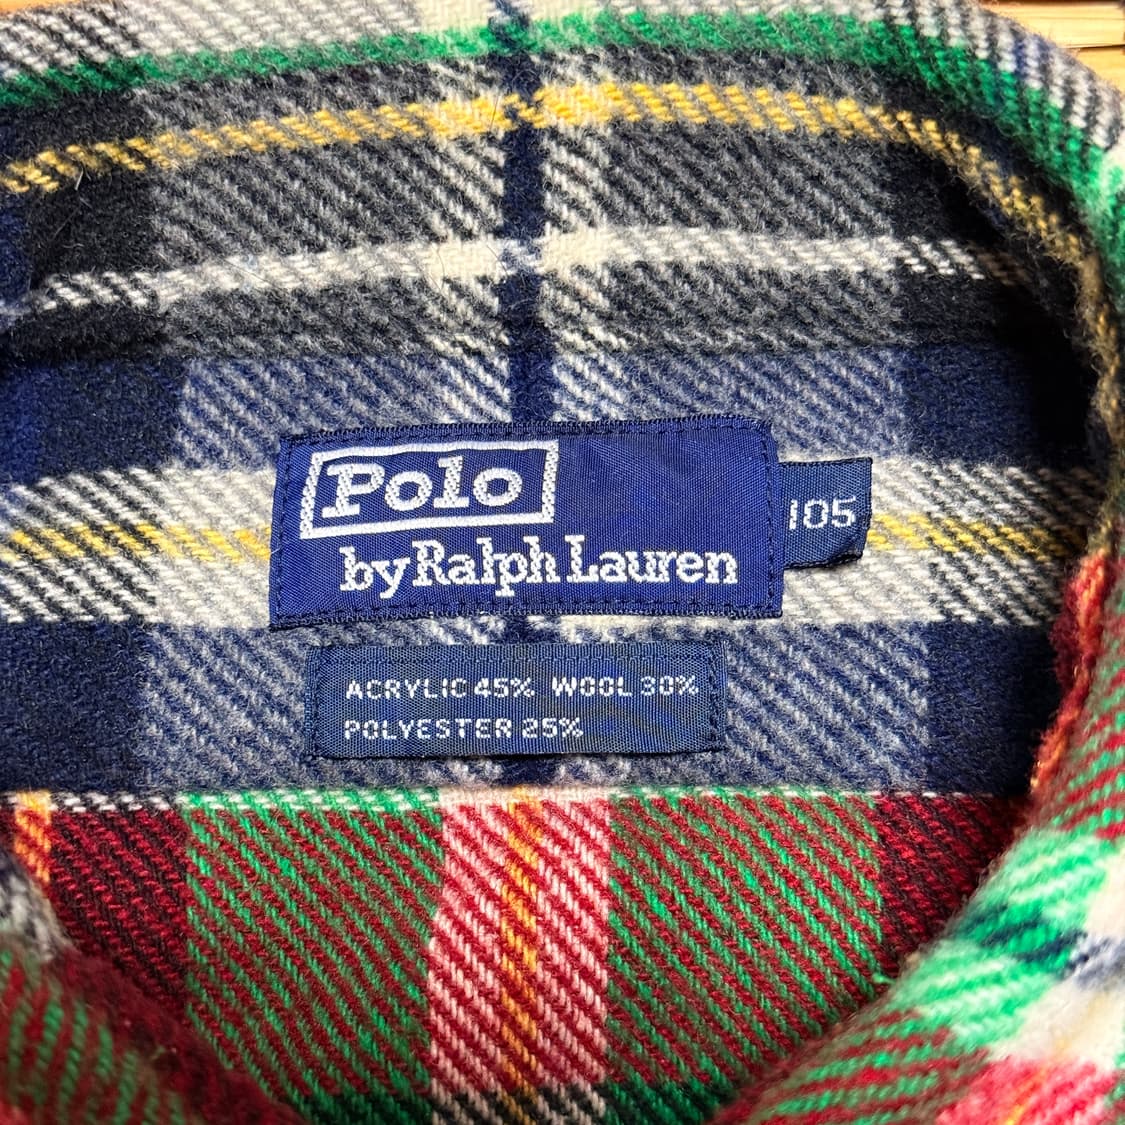 Polo
by Ralph Lauren
105
ACRYLIC 45% WOOL 30%
POLYESTER 25%